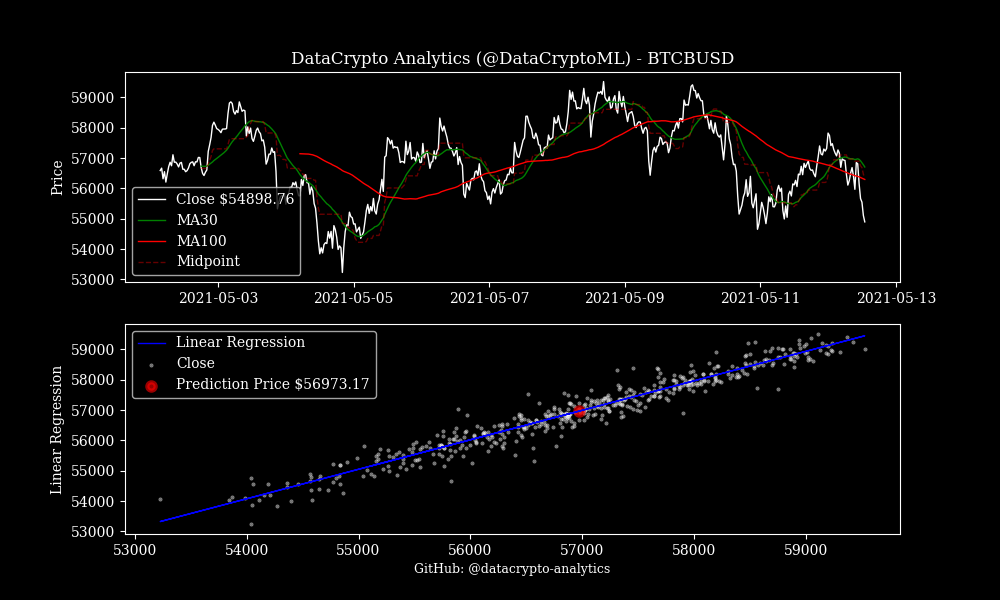 DataCrypto Analytics (@DataCryptoML) - BTCBUSD
59000
58000
57000
56000
55000
54000
53000
Price
Close $54898.76
MA30
MA100
Midpoint
2021-05-03 2021-05-05 2021-05-07 2021-05-09 2021-05-11 2021-05-13
59000
58000
57000
56000
55000
54000
53000
Linear Regression
Linear Regression
Close
Prediction Price $56973.17
53000 54000 55000 56000 57000 58000 59000
GitHub: @datacrypto-analytics